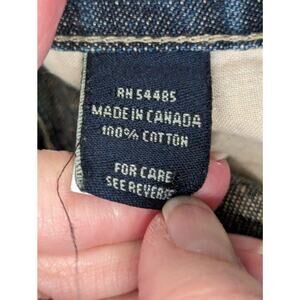 RN 54485
MADE IN CANADA
100% COTTON
FOR CARE
SEE REVERSE